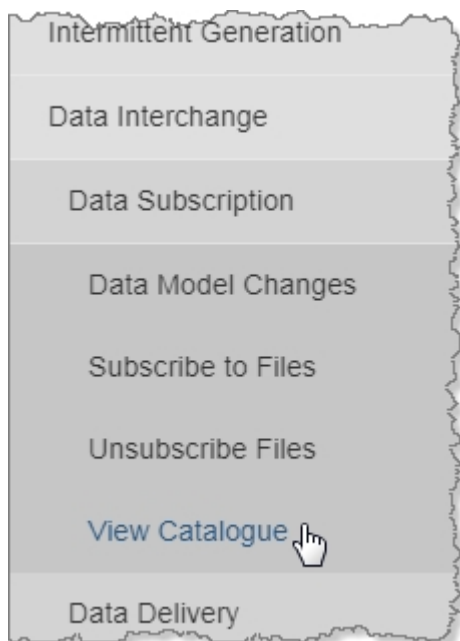 Intermittent Generation
Data Interchange
Data Subscription
Data Model Changes
Subscribe to Files
Unsubscribe Files
View Catalogue
Data Delivery